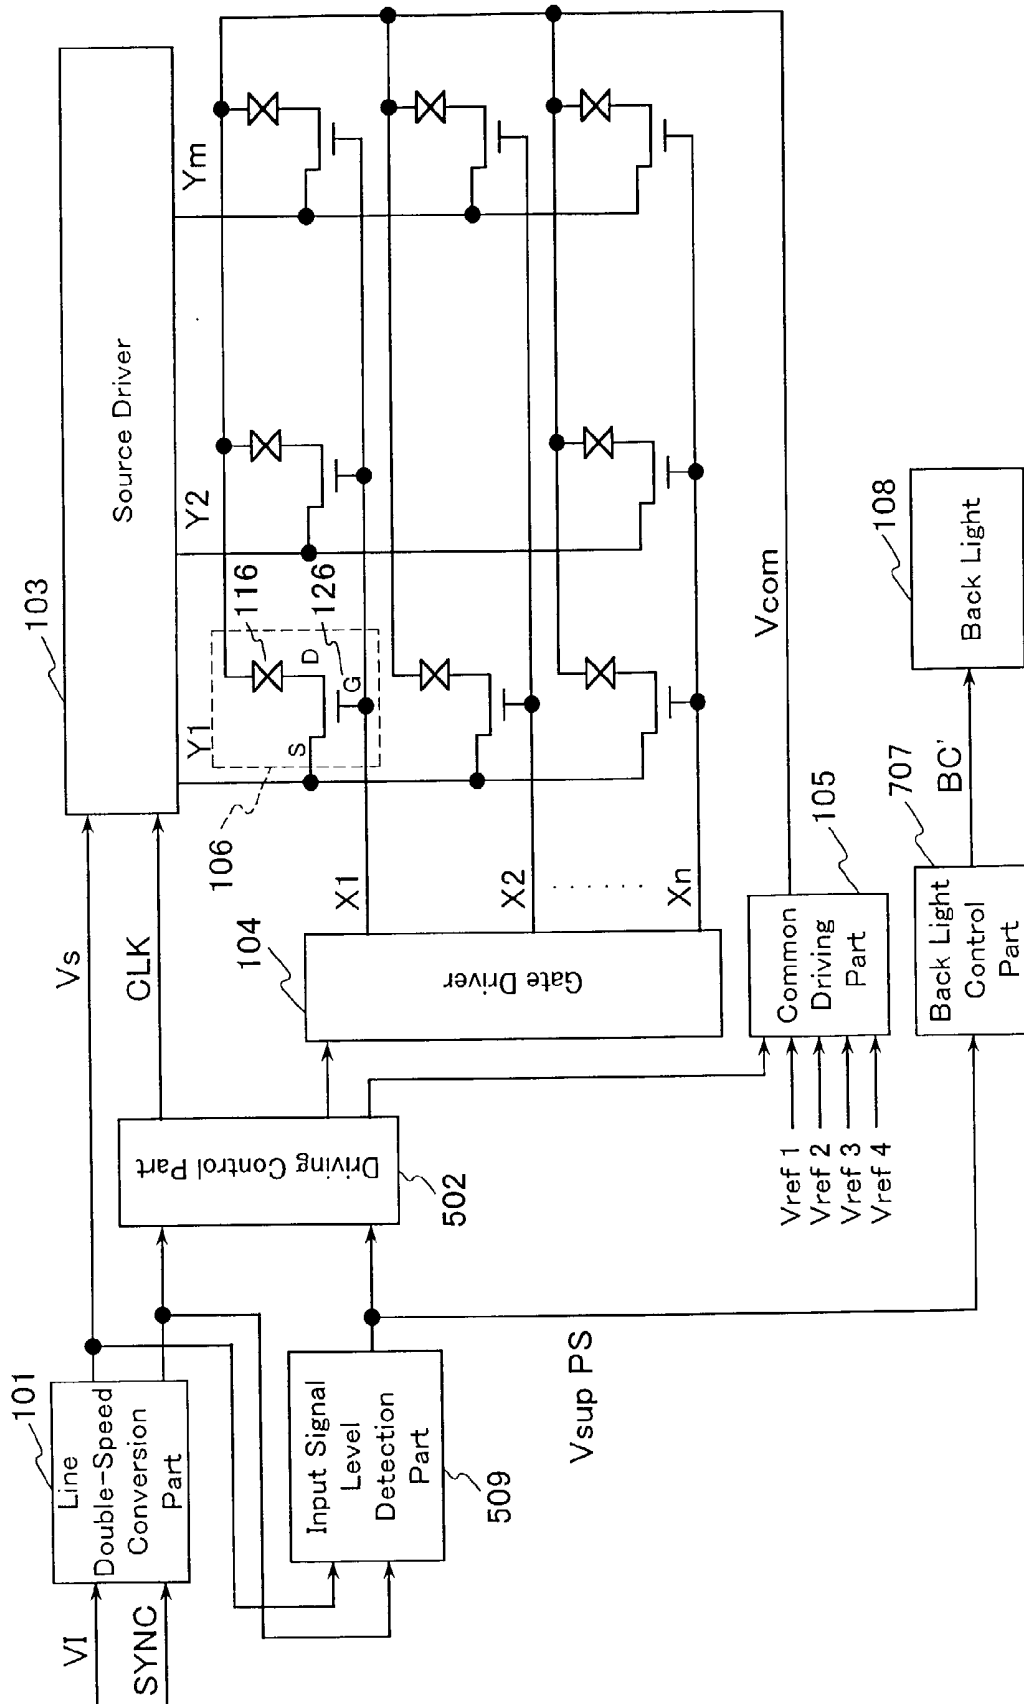 VI
SYNC
101
Line
Double-Speed
Conversion
Part
Vs
CLK
103
Source Driver
Input Signal
Level
Detection
Part
509
Driving Control Part
502
Vsup PS
104
Gate Driver
106
Y1
Y2
Ym
S
D
G
116
126
X1
X2
. . . . . .
Xn
Vref 1
Vref 2
Vref 3
Vref 4
Common
Driving
Part
105
Vcom
Back Light
Control
Part
707
BC'
Back Light
108